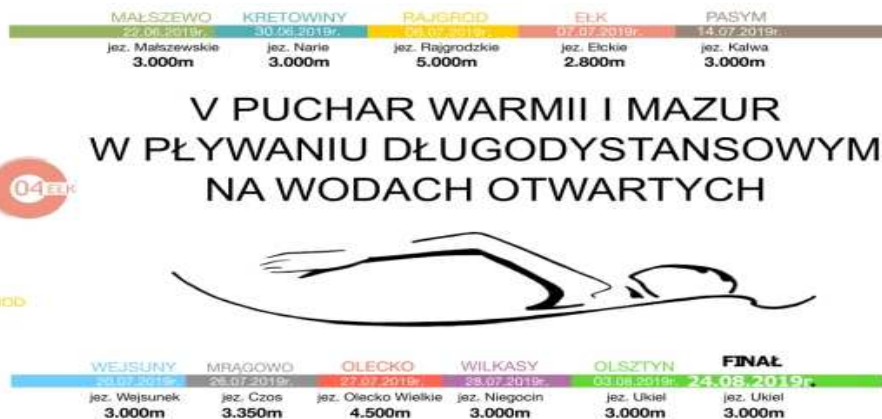 MAŁSZEWO KRETOWINY RAJGRÓD EŁK PASYM
22.06.2019r. 30.06.2019r. 06.07.2019r. 07.07.2019r. 14.07.2019r.
jez. Małszewskie jez. Narie jez. Rajgrodzkie jez. Ełckie jez. Kalwa
3.000m 3.000m 5.000m 2.800m 3.000m
V PUCHAR WARMII I MAZUR
W PŁYWANIU DŁUGODYSTANSOWYM
NA WODACH OTWARTYCH
04 EŁK
WEJSUNY MRĄGOWO OLECKO WILKASY OLSZTYN FINAŁ
20.07.2019r. 26.07.2019r. 27.07.2019r. 28.07.2019r. 03.08.2019r. 24.08.2019r.
jez. Wejsunek jez. Czos jez. Olecko Wielkie jez. Niegocin jez. Ukiel jez. Ukiel
3.000m 3.350m 4.500m 3.000m 3.000m 3.000m